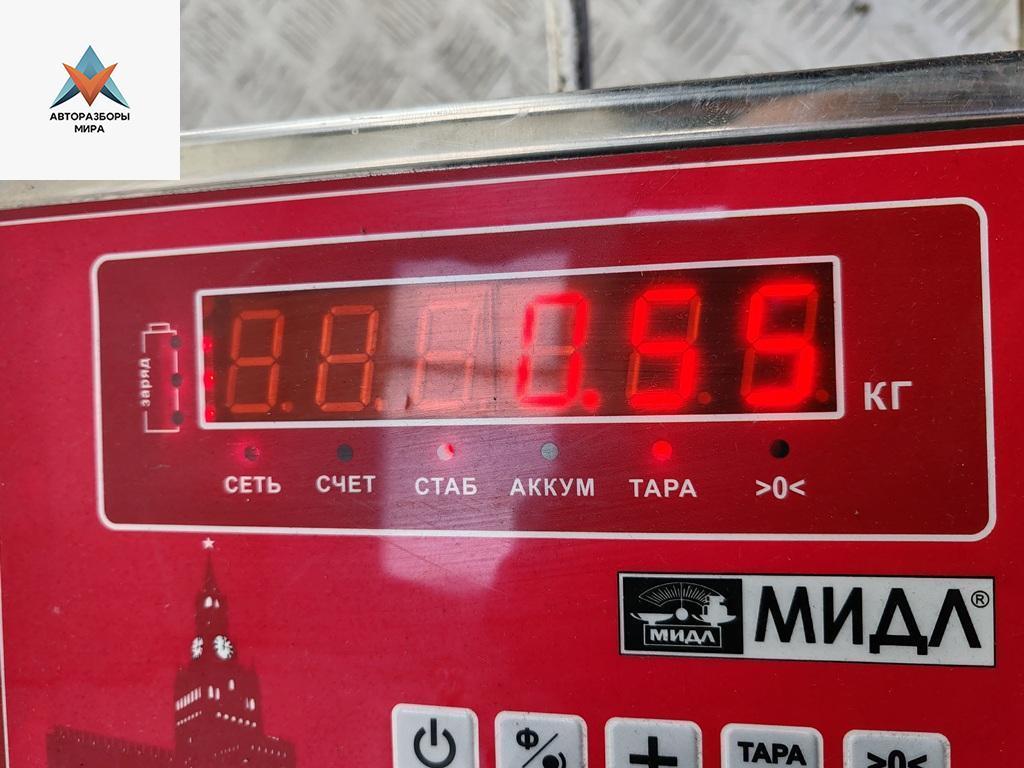 АВТОРАЗБОРЫ
МИРА
заряд
0.55
КГ
СЕТЬ СЧЕТ СТАБ АККУМ ТАРА >0<
МИДЛ
МИДЛ®
Ф
+
ТАРА
>0<